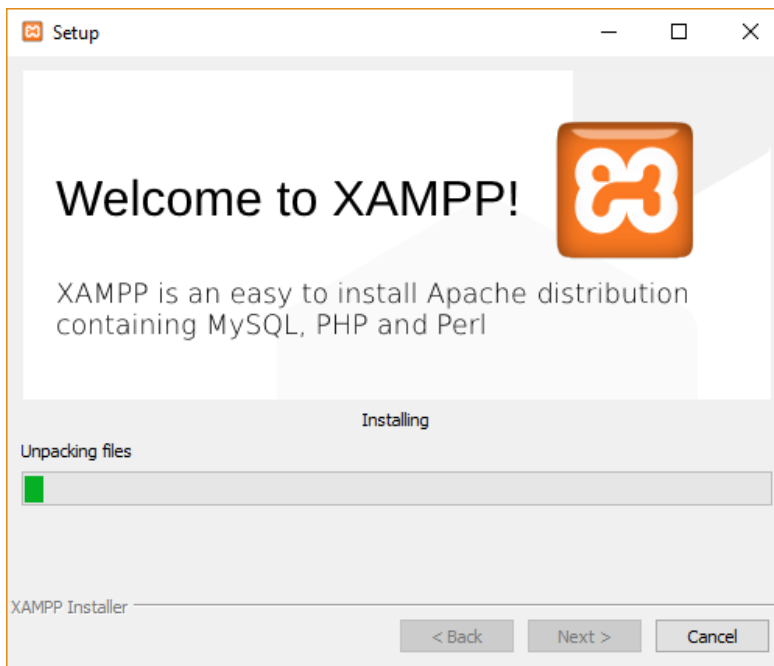 Setup
Welcome to XAMPP!
XAMPP is an easy to install Apache distribution
containing MySQL, PHP and Perl
Installing
Unpacking files
XAMPP Installer
< Back
Next >
Cancel